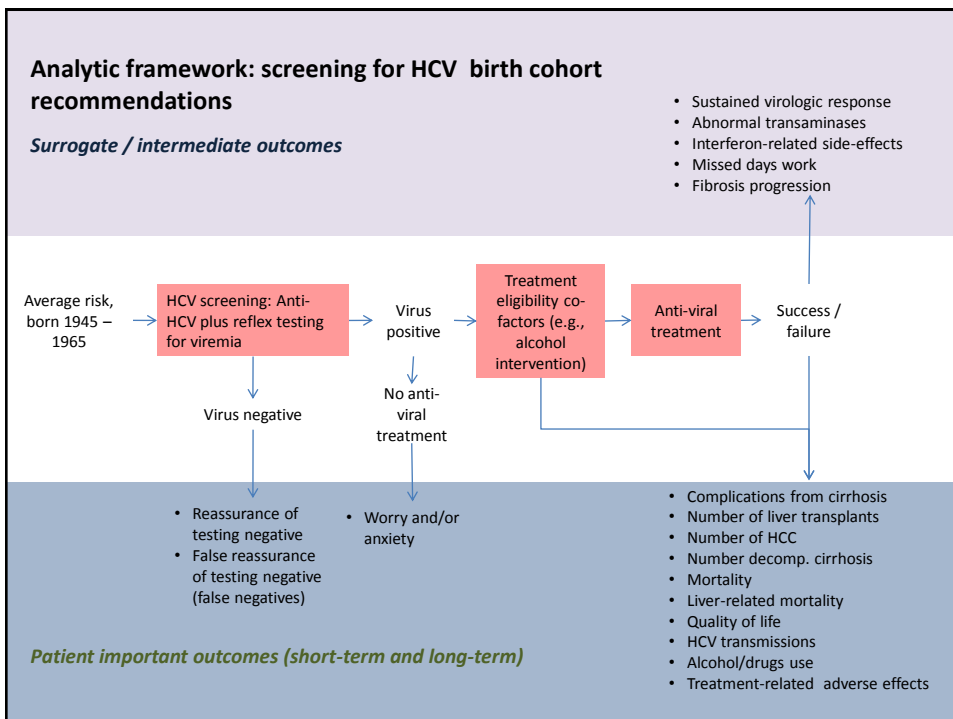 Analytic framework: screening for HCV birth cohort
recommendations
Surrogate / intermediate outcomes
• Sustained virologic response
• Abnormal transaminases
• Interferon-related side-effects
• Missed days work
• Fibrosis progression
Average risk,
born 1945 –
1965
HCV screening: Anti-
HCV plus reflex testing
for viremia
Virus
positive
Treatment
eligibility co-
factors (e.g.,
alcohol
intervention)
Anti-viral
treatment
Success /
failure
Virus negative
No anti-
viral
treatment
• Reassurance of
testing negative
• False reassurance
of testing negative
(false negatives)
• Worry and/or
anxiety
• Complications from cirrhosis
• Number of liver transplants
• Number of HCC
• Number decomp. cirrhosis
• Mortality
• Liver-related mortality
• Quality of life
• HCV transmissions
• Alcohol/drugs use
• Treatment-related adverse effects
Patient important outcomes (short-term and long-term)